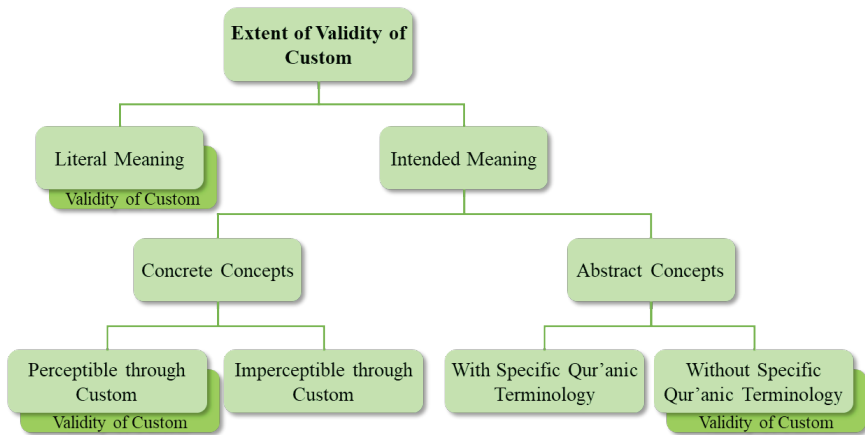 Extent of Validity of
Custom
Literal Meaning
Validity of Custom
Intended Meaning
Concrete Concepts
Abstract Concepts
Perceptible through
Custom
Validity of Custom
Imperceptible through
Custom
With Specific Qur’anic
Terminology
Without Specific
Qur’anic Terminology
Validity of Custom